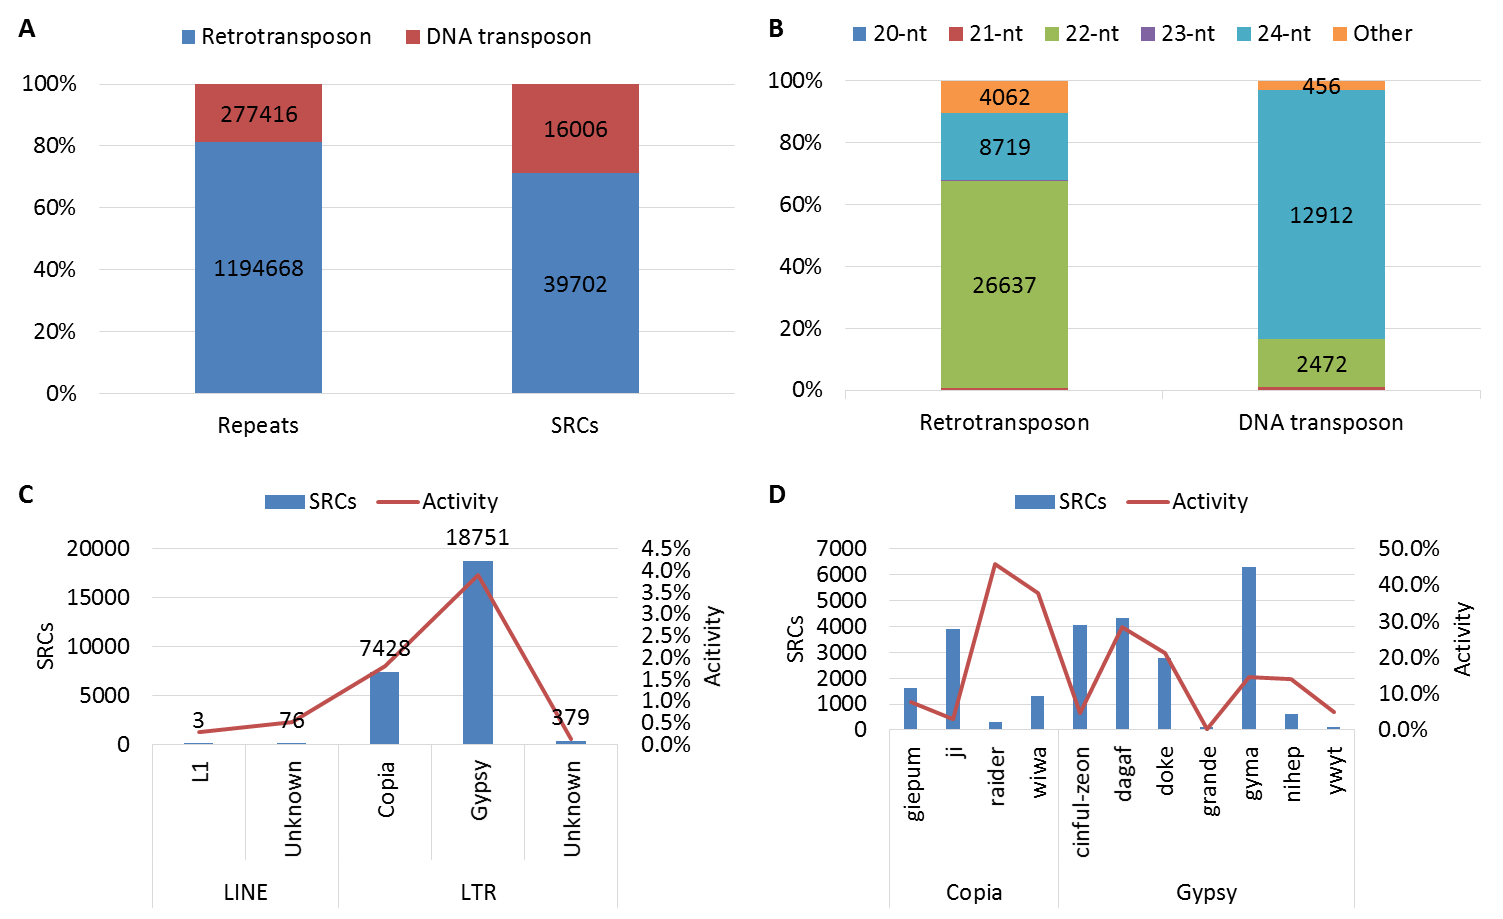 A
Retrotransposon DNA transposon
100%
80%
60%
40%
20%
0%
277416
16006
1194668
39702
Repeats SRCs
B
20-nt 21-nt 22-nt 23-nt 24-nt Other
100%
80%
60%
40%
20%
0%
4062
456
8719
12912
26637
2472
Retrotransposon DNA transposon
C
SRCs Activity
SRCs
20000
15000
10000
5000
0
3
76
7428
18751
379
4.5%
4.0%
3.5%
3.0%
2.5%
2.0%
1.5%
1.0%
0.5%
0.0%
Acitivity
L1
Unknown
Copia
Gypsy
Unknown
LINE LTR
D
SRCs Activity
SRCs
7000
6000
5000
4000
3000
2000
1000
0
50.0%
40.0%
30.0%
20.0%
10.0%
0.0%
Activity
giepum
ji
raider
wiwa
cinful-zeon
dagaf
doke
grande
gyma
nihep
ywyt
Copia Gypsy